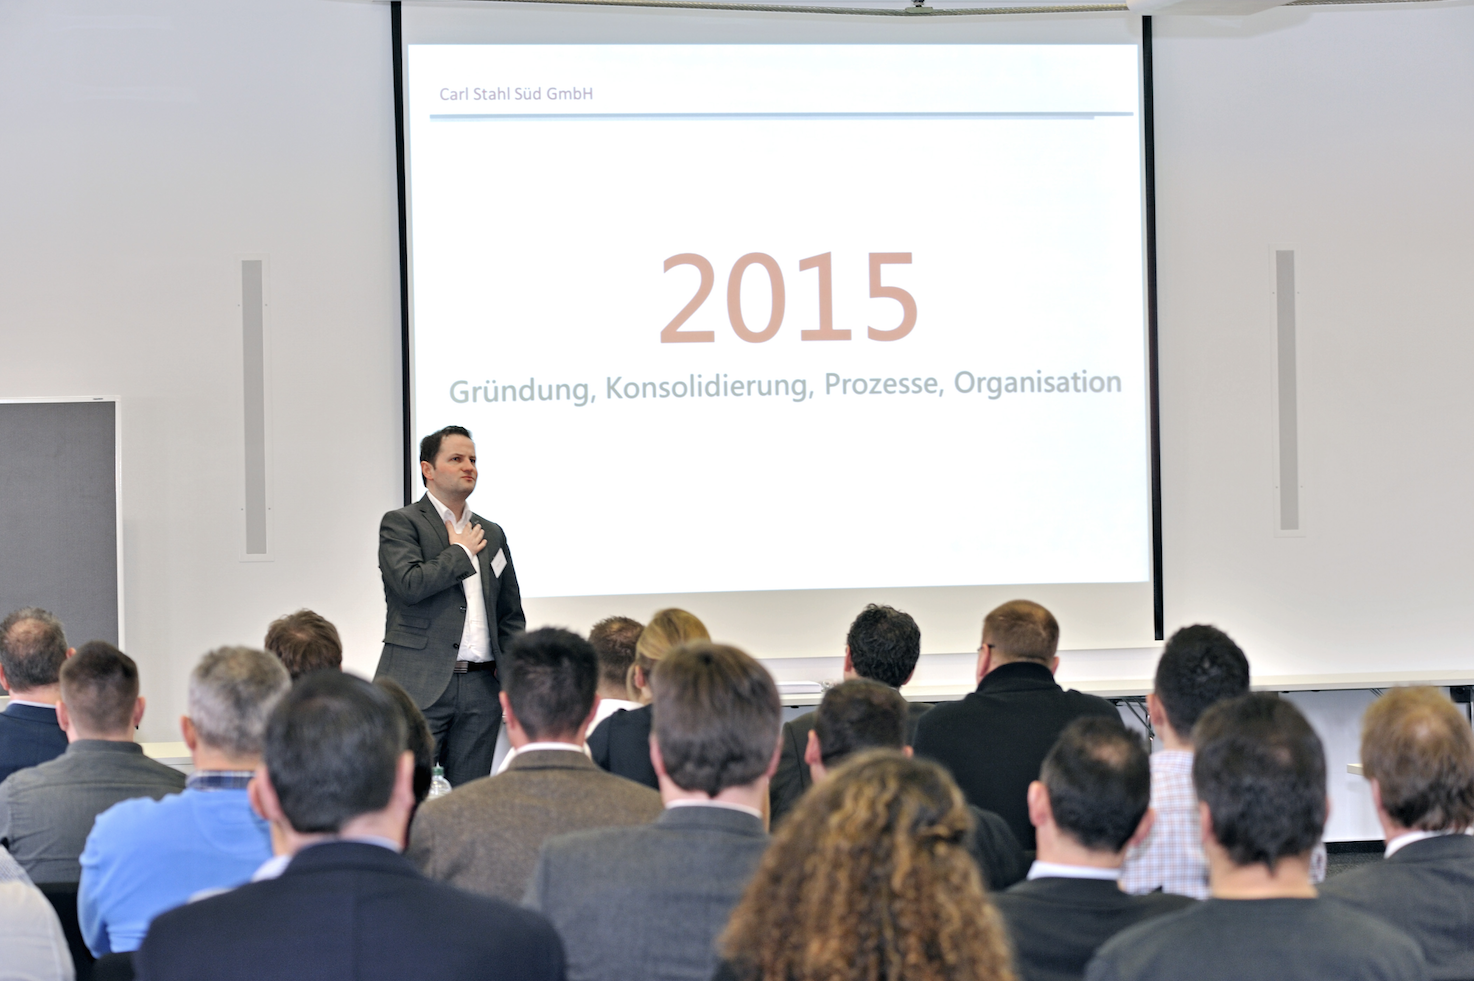 Carl Stahl Süd GmbH
2015
Gründung, Konsolidierung, Prozesse, Organisation